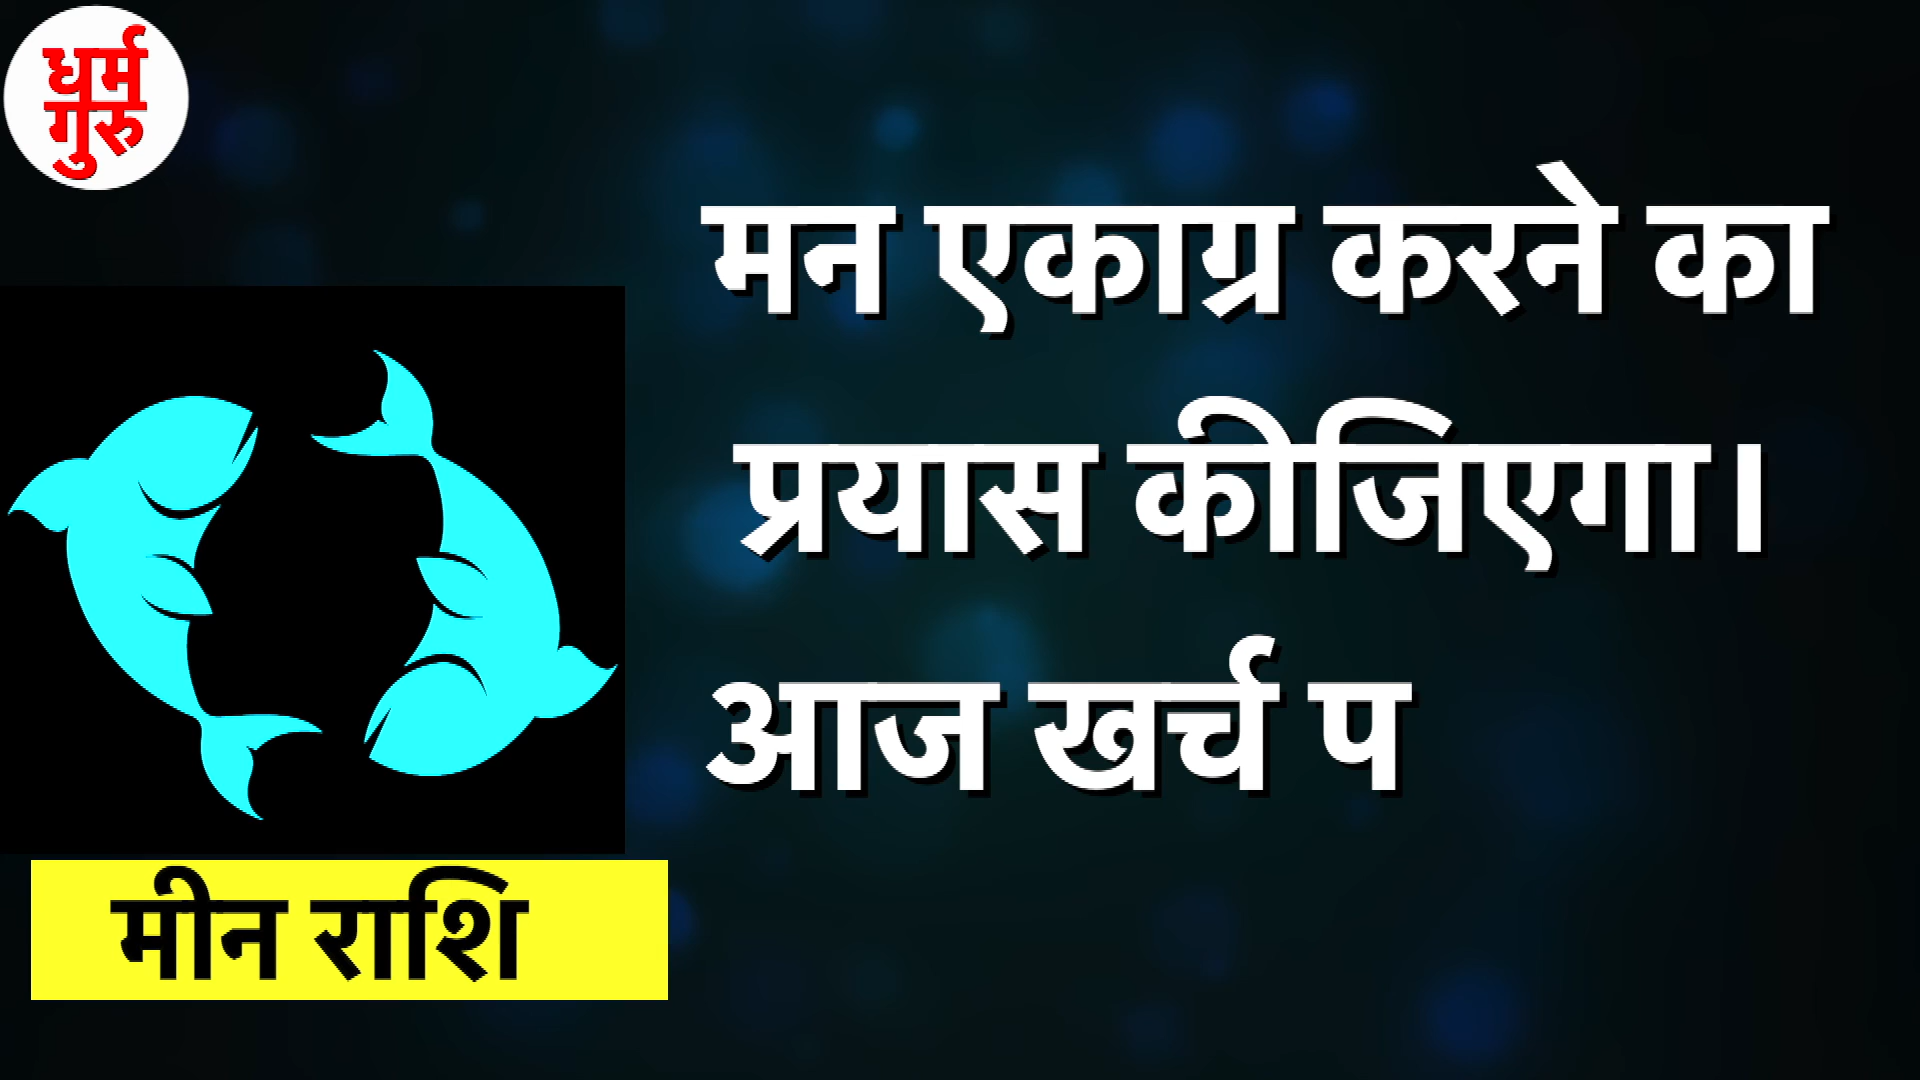 धर्म
गुरु
मन एकाग्र करने का
प्रयास कीजिएगा।
आज खर्च प
मीन राशि